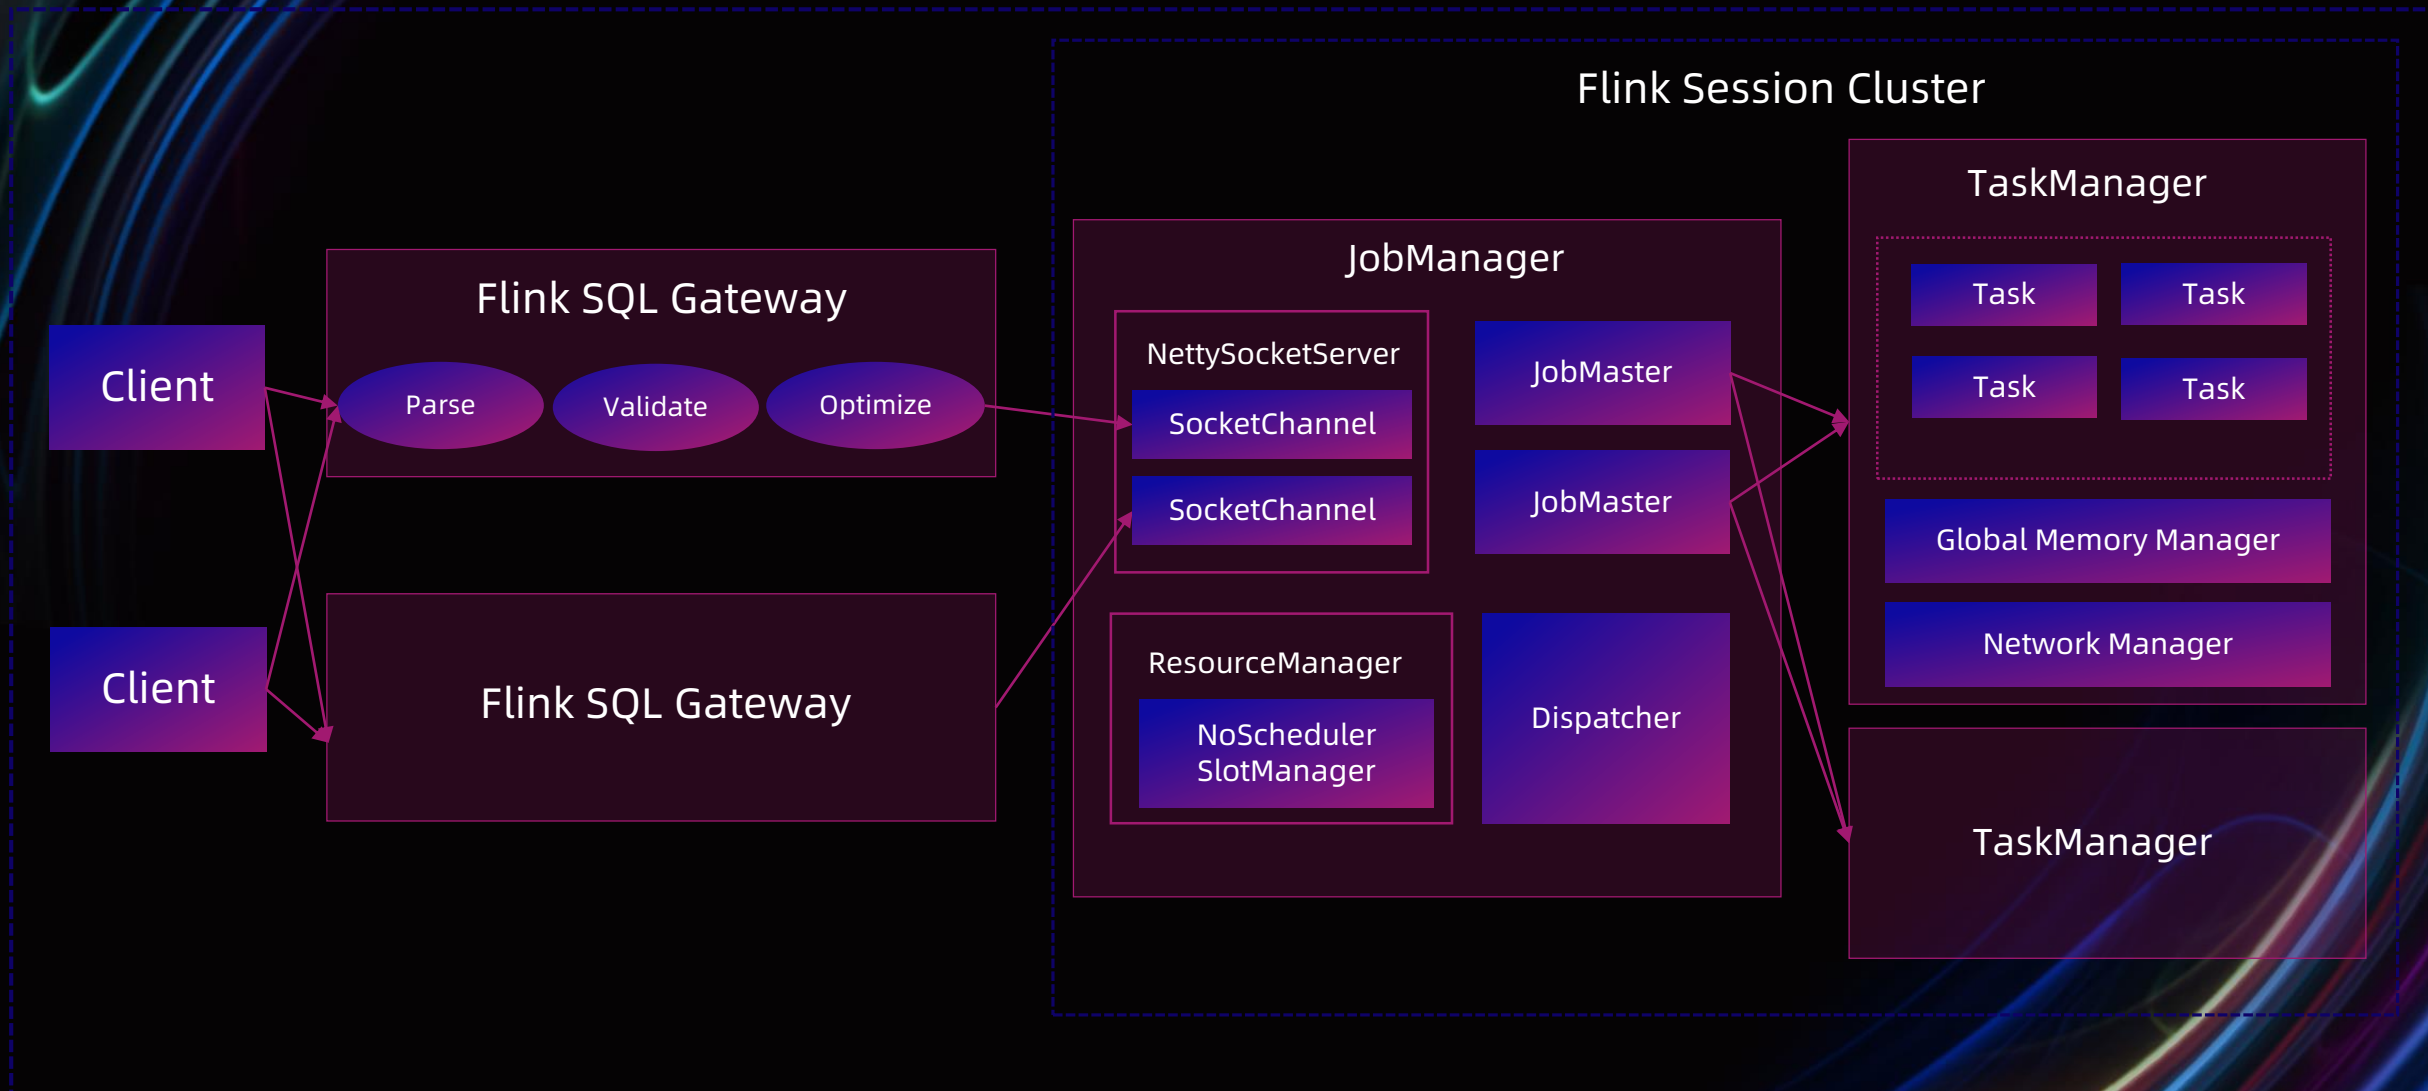 Flink Session Cluster
Client
Client
Flink SQL Gateway
Parse
Validate
Optimize
Flink SQL Gateway
JobManager
NettySocketServer
SocketChannel
SocketChannel
JobMaster
JobMaster
ResourceManager
NoScheduler
SlotManager
Dispatcher
TaskManager
Task
Task
Task
Task
Global Memory Manager
Network Manager
TaskManager